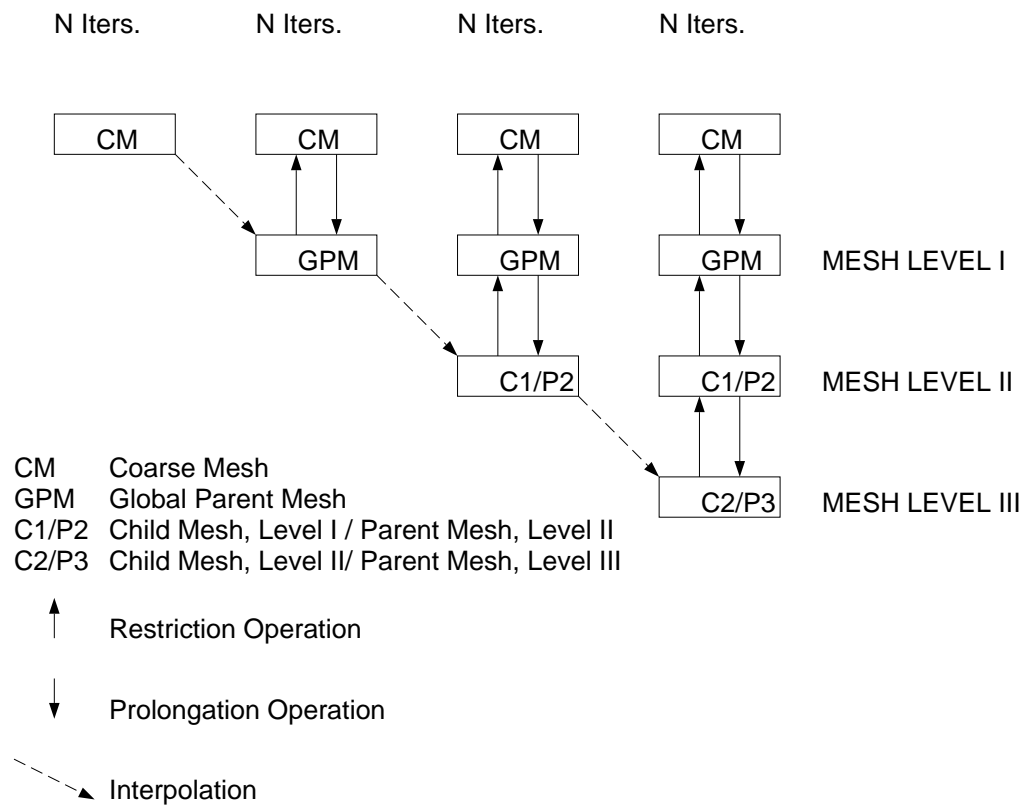 N Iters. N Iters. N Iters. N Iters.
CM CM CM CM
GPM GPM GPM MESH LEVEL I
C1/P2 C1/P2 MESH LEVEL II
C2/P3 MESH LEVEL III
CM Coarse Mesh
GPM Global Parent Mesh
C1/P2 Child Mesh, Level I / Parent Mesh, Level II
C2/P3 Child Mesh, Level II/ Parent Mesh, Level III
Restriction Operation
Prolongation Operation
Interpolation